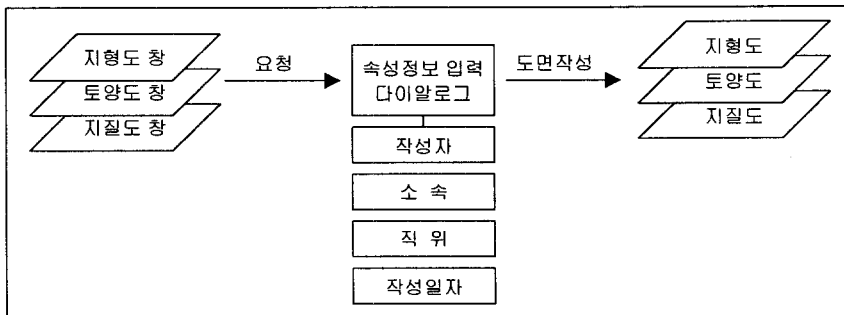 지형도 창
토양도 창
지질도 창
요청
속성정보 입력
다이알로그
작성자
소 속
직 위
작성일자
도면작성
지형도
토양도
지질도